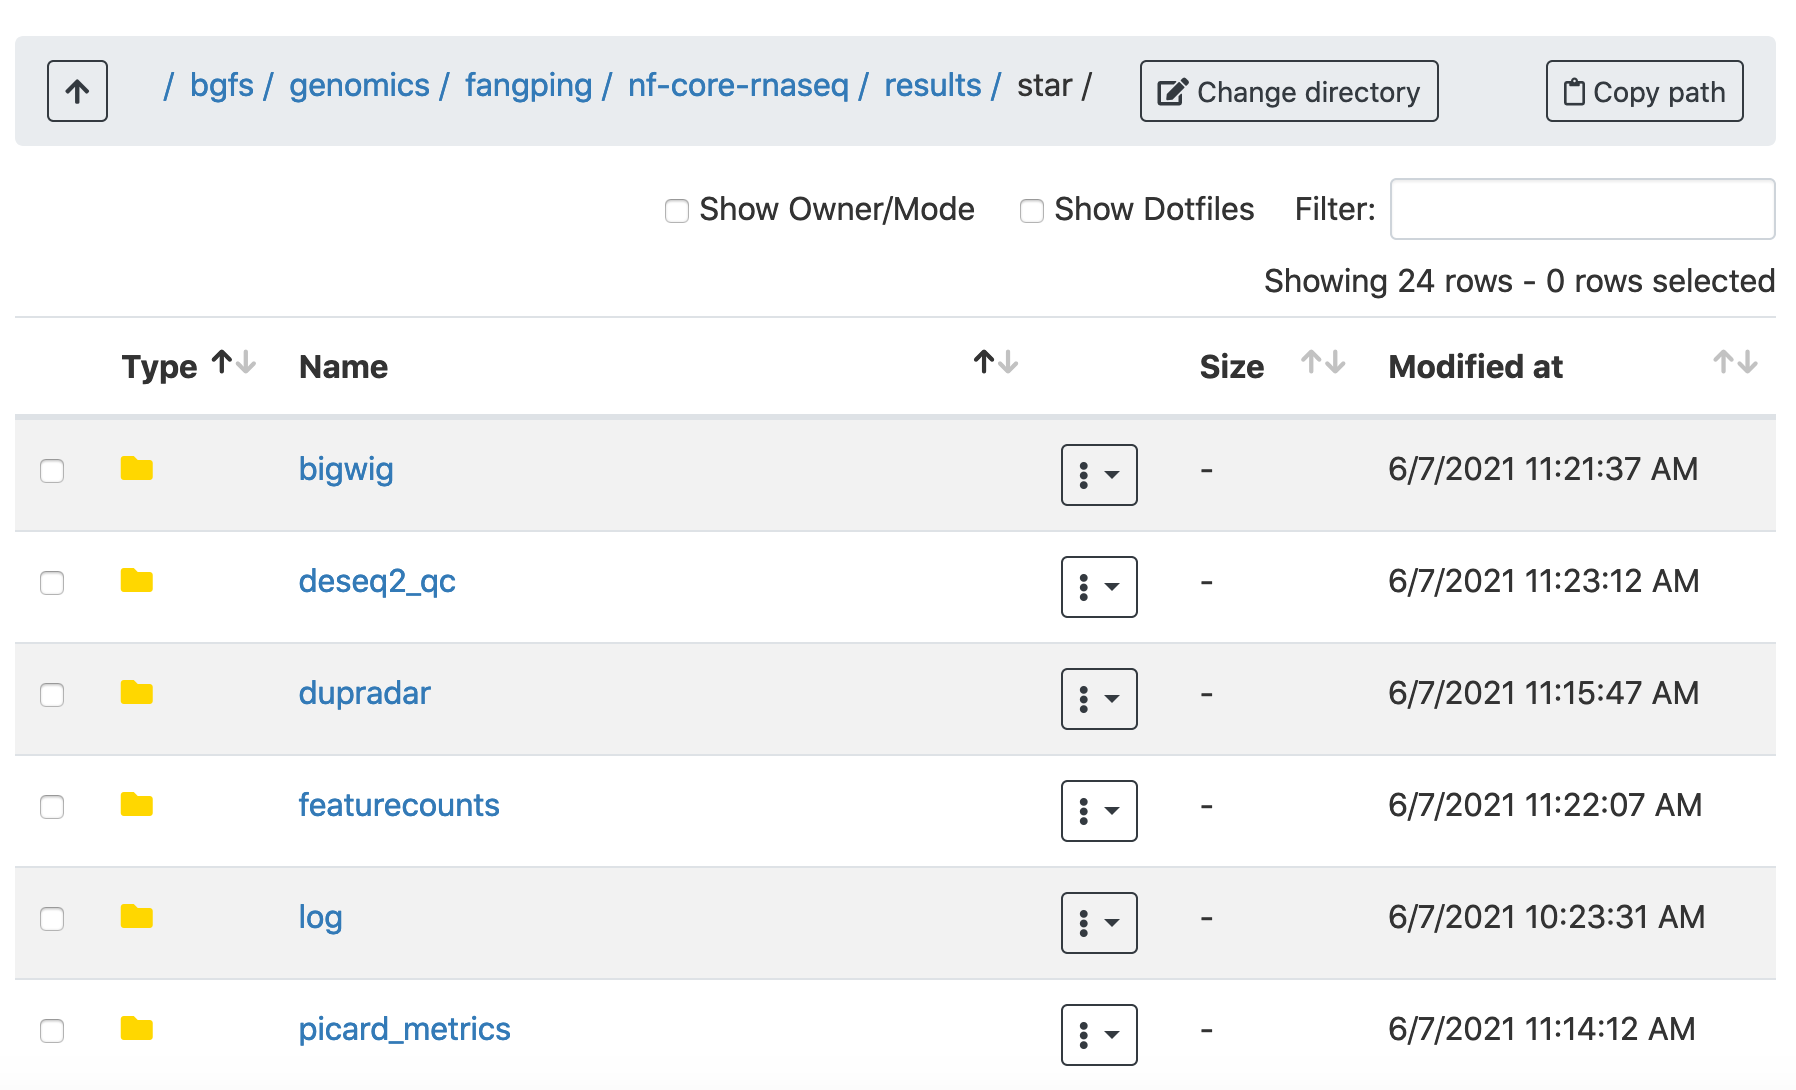 / bgfs / genomics / fangping / nf-core-rnaseq / results / star / Change directory Copy path
Show Owner/Mode Show Dotfiles Filter:
Showing 24 rows - 0 rows selected
Type Name Size Modified at
bigwig - 6/7/2021 11:21:37 AM
deseq2_qc - 6/7/2021 11:23:12 AM
dupradar - 6/7/2021 11:15:47 AM
featurecounts - 6/7/2021 11:22:07 AM
log - 6/7/2021 10:23:31 AM
picard_metrics - 6/7/2021 11:14:12 AM